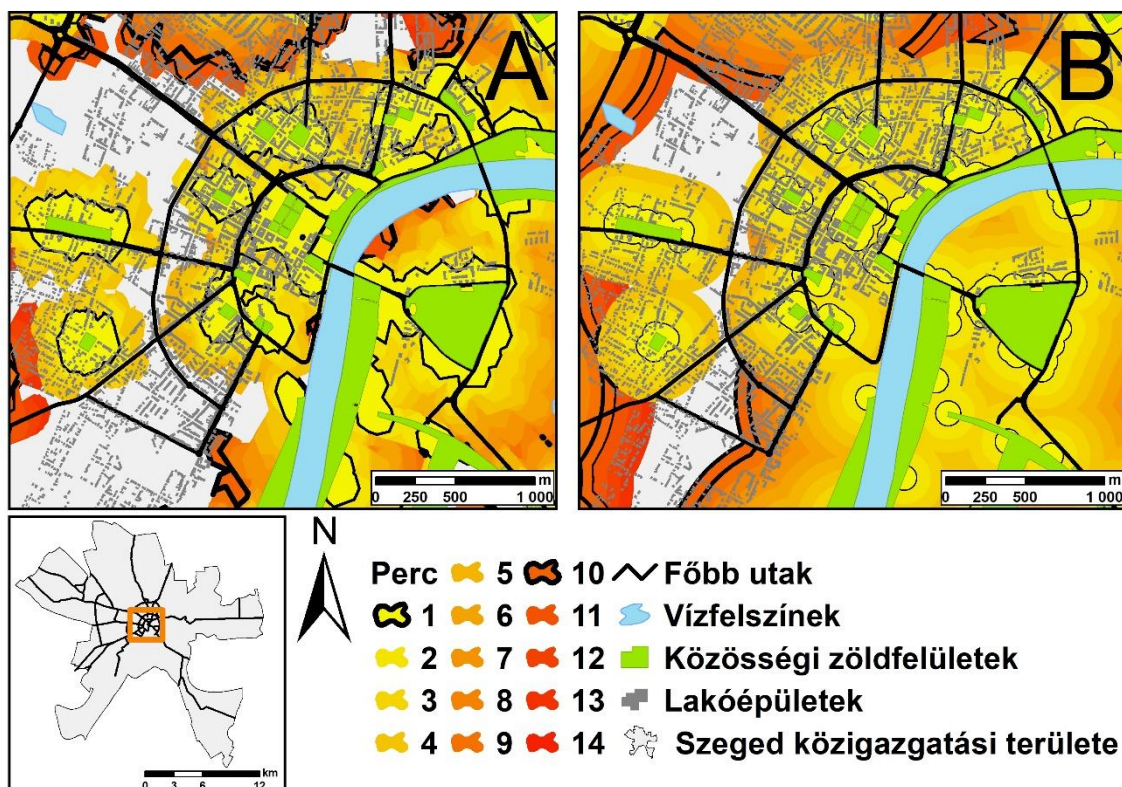 A
B
m
0 250 500 1 000
m
0 250 500 1 000
N
km
0 3 6 12
Perc
1
2
3
4
5
6
7
8
9
10
11
12
13
14
Főbb utak
Vízfelszínek
Közösségi zöldfelületek
Lakóépületek
Szeged közigazgatási területe